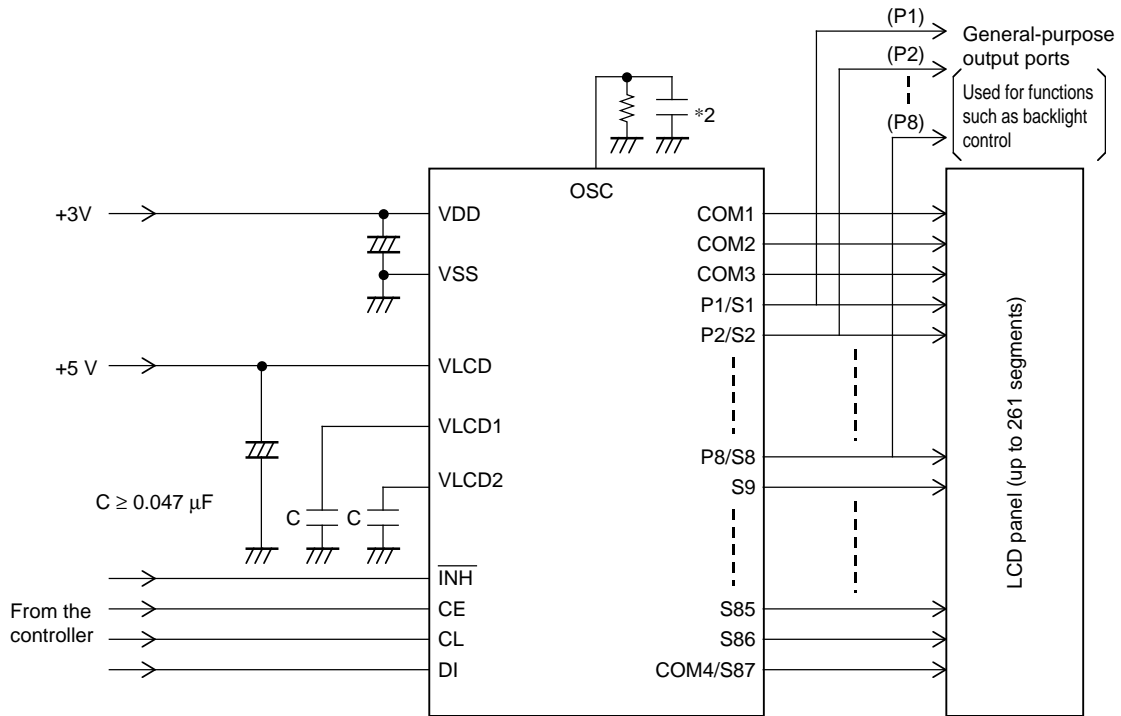 (P1)
General-purpose
output ports
(P2)
Used for functions
such as backlight
control
(P8)
*2
OSC
+3V
VDD
VSS
+5 V
VLCD
VLCD1
VLCD2
C ≥ 0.047 μF
C
C
From the
controller
INH
CE
CL
DI
COM1
COM2
COM3
P1/S1
P2/S2
P8/S8
S9
S85
S86
COM4/S87
LCD panel (up to 261 segments)